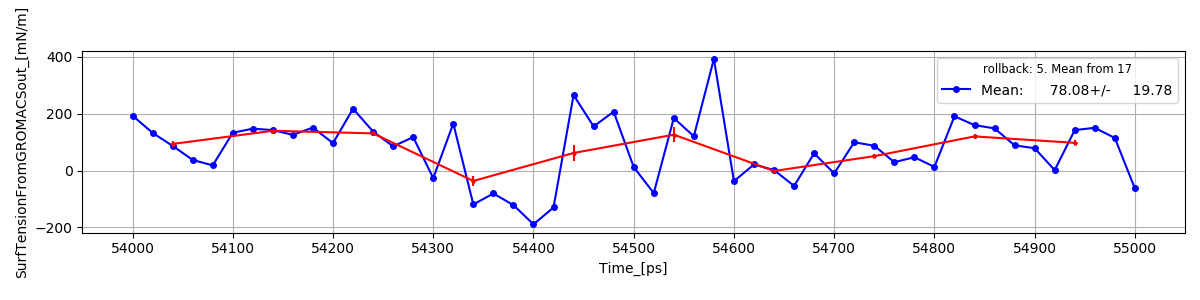 SurfTensionFromGROMACSout_[mN/m]
400
200
0
−200
rollback: 5. Mean from 17
Mean: 78.08+/- 19.78
54000 54100 54200 54300 54400 54500 54600 54700 54800 54900 55000
Time_[ps]